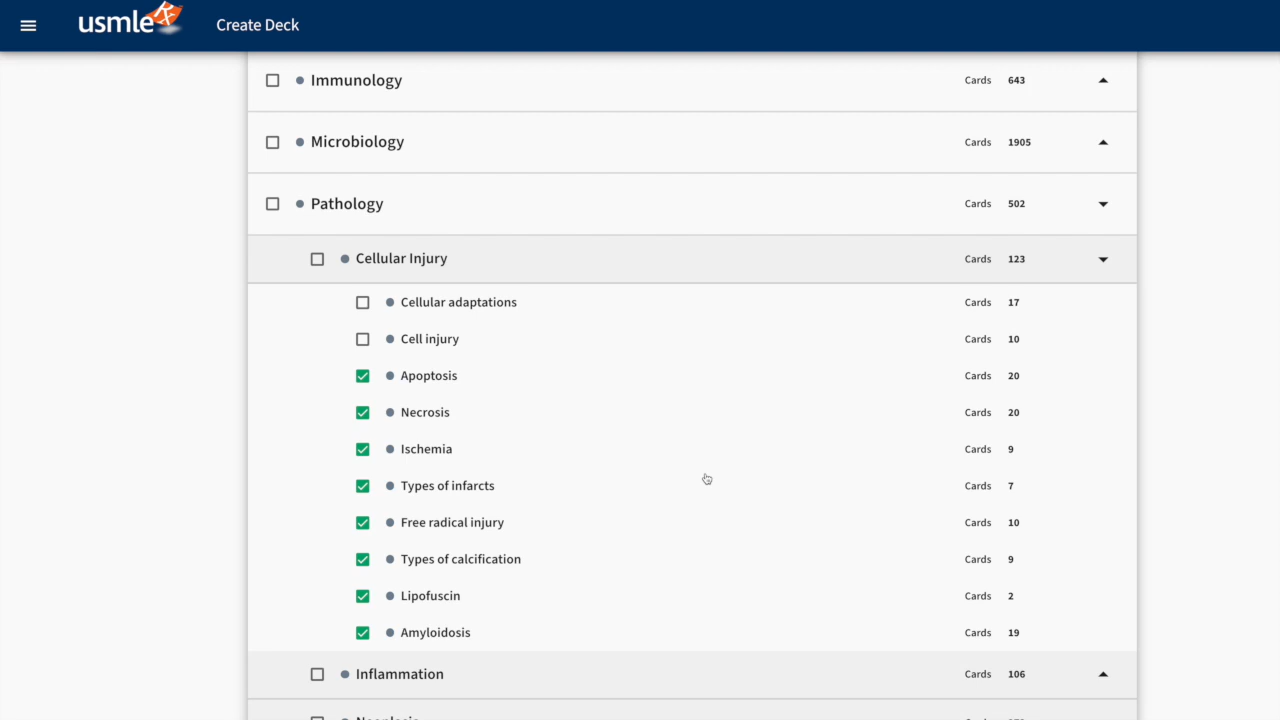 usmle Rx Create Deck
Immunology Cards 643
Microbiology Cards 1905
Pathology Cards 502
Cellular Injury Cards 123
Cellular adaptations Cards 17
Cell injury Cards 10
Apoptosis Cards 20
Necrosis Cards 20
Ischemia Cards 9
Types of infarcts Cards 7
Free radical injury Cards 10
Types of calcification Cards 9
Lipofuscin Cards 2
Amyloidosis Cards 19
Inflammation Cards 106